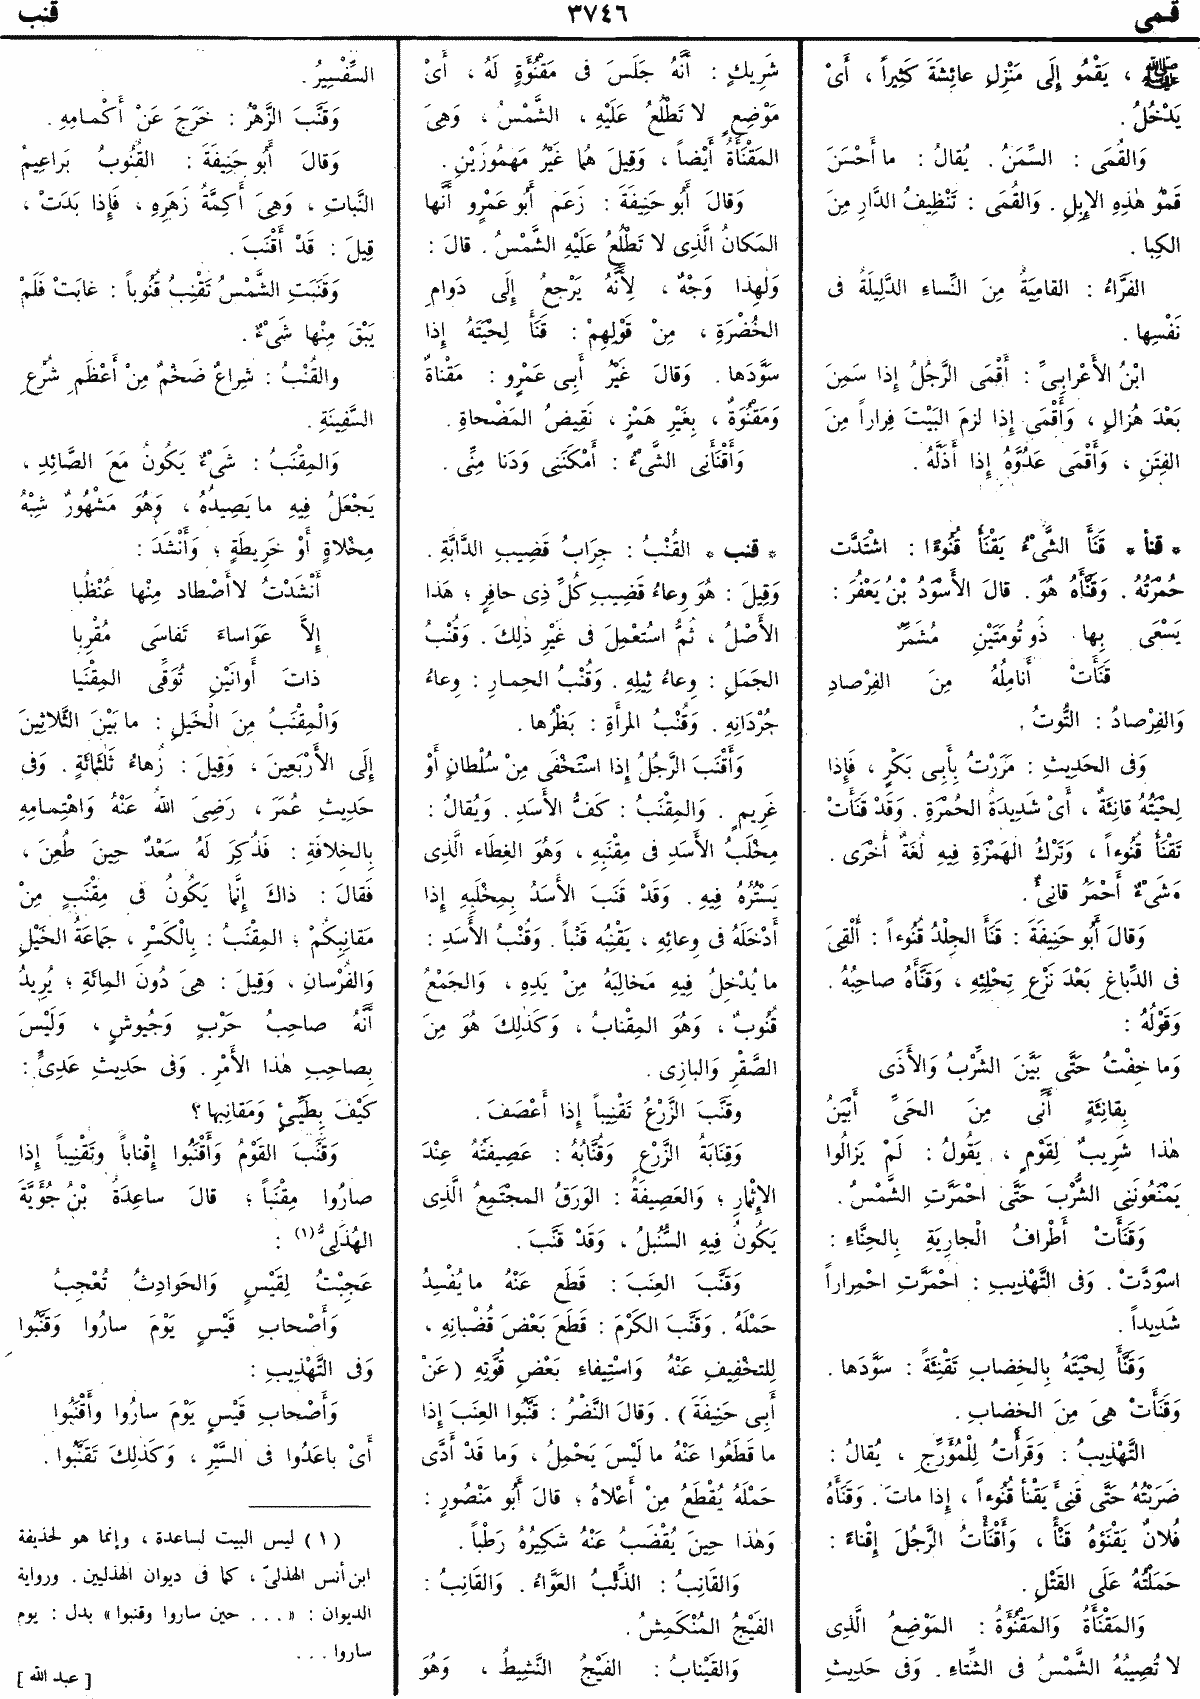 قمى
٣٧٤٦
قنب
ﷺ ، يَقْمُو إِلَى مَنْزِلِ عائِشَةَ كَثِيراً ، أَىْ
يَدْخُلُ .
وَالقُمَى : السِّمَنُ . يُقالُ : ما أَحْسَنَ
قَمْوَ هٰذِهِ الإِبِلِ . وَالقُمَى : تَنْظِيفُ الدَّارِ مِنَ
الكِبا .
الفَرَّاءُ : القامِيَةُ مِنَ النِّساءِ الذَّلِيلَةُ فى
نَفْسِها .
ابْنُ الأَعْرابِىِّ : أَقْمَى الرَّجُلُ إِذا سَمِنَ
بَعْدَ هُزالٍ ، وَأَقْمَى إِذا لَزِمَ البَيْتَ فِراراً مِنَ
الفِتَنِ ، وَأَقْمَى عَدُوَّهُ إِذا أَذَلَّهُ .
* قنأ * قَنَأَ الشَّىْءُ يَقْنَأُ قُنُوءًا : اشْتَدَّت
حُمْرَتُهُ . وَقَنَّأَهُ هُوَ . قالَ الأَسْوَدُ بْنُ يَعْفُرَ :
يَسْعَى بِها ذُو تُومَتَيْنِ مُشَمِّرٌ
قَنَأَتْ أَنامِلُهُ مِنَ الفِرْصادِ
وَالفِرْصادُ : التُّوتُ .
وَفى الحَدِيثِ : مَرَرْتُ بِأَبِى بَكْرٍ ، فَإِذا
لِحْيَتُهُ قانِئَةٌ ، أَىْ شَدِيدَةُ الحُمْرَةِ . وَقَدْ قَنَأَتْ
تَقْنَأُ قُنُوءاً ، وَتَرْكُ الهَمْزَةِ فِيهِ لُغَةٌ أُخْرَى .
وَشَىْءٌ أَحْمَرُ قانِئٌ .
وَقالَ أَبُو حَنِيفَةَ : قَنَأَ الجِلْدُ قُنُوءاً : أُلْقِىَ
فى الدِّباغِ بَعْدَ نَزْعِ تِحْلِئِهِ ، وَقَنَّأَهُ صاحِبُهُ .
وَقَوْلُهُ :
وَما خِفْتُ حَتَّى بَيَّنَ الشَّرْبُ وَالأَذَى
بِقانِئَةٍ أَنِّى مِنَ الحَىِّ أَبْيَنُ
هٰذا شَرِيبٌ لِقَوْمٍ ، يَقُولُ : لَمْ يَزالُوا
يَمْنَعُونَنِى الشُّرْبَ حَتَّى احْمَرَّتِ الشَّمْسُ .
وَقَنَأَتْ أَطْرافُ الجارِيَةِ بِالحِنَّاءِ :
اسْوَدَّتْ . وَفى التَّهْذِيبِ : احْمَرَّتِ احْمِراراً
شَدِيداً .
وَقَنَّأَ لِحْيَتَهُ بِالخِضابِ تَقْنِئَةً : سَوَّدَها .
وَقَنَأَتْ هِىَ مِنَ الخِضابِ .
التَّهْذِيبُ : وَقَرَأْتُ لِلْمُؤَرِّجِ ، يُقالُ :
ضَرَبْتُهُ حَتَّى قَنِئَ يَقْنَأُ قُنُوءاً ، إِذا ماتَ . وَقَنَأَهُ
فُلانٌ يَقْنَؤُهُ قَنْأً ، وَأَقْنَأْتُ الرَّجُلَ إِقْناءً :
حَمَلْتُهُ عَلَى القَتْلِ .
وَالمَقْنَأَةُ وَالمَقْنُؤَةُ : المَوْضِعُ الَّذِى
لا تُصِيبُهُ الشَّمْسُ فى الشِّتاءِ . وَفى حَدِيثِ
شَرِيكٍ : أَنَّهُ جَلَسَ فى مَقْنُؤَةٍ لَهُ ، أَىْ
مَوْضِعٍ لا تَطْلُعُ عَلَيْهِ ، الشَّمْسُ ، وَهِىَ
المَقْنَأَةُ أَيْضاً ، وَقِيلَ هُما غَيْرُ مَهْمُوزَيْنِ .
وَقالَ أَبُو حَنِيفَةَ : زَعَم أَبُو عَمْرٍو أَنَّها
المَكانُ الَّذِى لا تَطْلُعُ عَلَيْهِ الشَّمْسُ . قالَ :
وَلِهٰذا وَجْهٌ ، لِأَنَّهُ يَرْجِعُ إِلَى دَوامِ
الخُضْرَةِ ، مِنْ قَوْلِهِمْ : قَنَأَ لِحْيَتَهُ إِذا
سَوَّدَها . وَقالَ غَيْرُ أَبِى عَمْرٍو : مَقْناةٌ
وَمَقْنُوَةٌ ، بِغَيْرِ هَمْزٍ ، نَقِيضُ المَضْحاةِ .
وَأَقْنَأَنِى الشَّىْءُ : أَمْكَنَنِى وَدَنا مِنِّى .
* قنب * القُنْبُ : جِرَابُ قَضِيبِ الدَّابَّةِ .
وَقِيلَ : هُوَ وِعاءُ قَضِيبِ كُلِّ ذِى حافِرٍ ؛ هٰذا
الأَصْلُ ، ثُمَّ اسْتُعْمِلَ فى غَيْرِ ذٰلِكَ . وَقُنْبُ
الجَمَلِ : وِعاءُ ثِيلِهِ . وَقُنْبُ الحِمارِ : وِعاءُ
جُرْدَانِهِ . وَقُنْبُ المرأَةِ : بَظْرُها .
وَأَقْنَبَ الرَّجُلُ إِذا اسْتَخْفَى مِنْ سُلْطانٍ أَوْ
غَرِيمٍ . وَالمِقْنَبُ : كَفُّ الأَسَدِ . وَيُقالُ :
مِخْلَبُ الأَسَدِ فى مِقْنَبِهِ ، وَهُوَ الغِطاء الَّذِى
يَسْتُرُهُ فِيهِ . وَقَدْ قَنَبَ الأَسَدُ بِمِخْلَبِهِ إِذا
أَدْخَلَهُ فى وِعائِهِ ، يَقْنِبُه قَنْباً . وَقُنْبُ الأَسَدِ :
ما يُدْخِلُ فِيهِ مَخالِبَهُ مِنْ يَدِهِ ، وَالجَمْعُ
قُنُوبٌ ، وَهُوَ المِقْنابُ ، وَكَذٰلِكَ هُوَ مِنَ
الصَّقْرِ وَالبازِى .
وَقَنَّبَ الزَّرْعُ تَقْنِيباً إِذا أَعْصَفَ .
وَقِنَابَةُ الزَّرْعِ وَقُنَّابُهُ : عَصِيفَتُهُ عِنْدَ
الإِثْمارِ ؛ وَالعَصِيفَةُ : الوَرَقُ المجْتَمِعُ الَّذِى
يَكُونُ فِيهِ السُّنْبُلُ ، وَقَدْ قَنَّبَ .
وَقَنَّبَ العِنَبَ : قَطَعَ عَنْهُ ما يُفْسِدُ
حَمْلَهُ . وَقَنَّبَ الكَرْمَ : قَطَعَ بَعْضَ قُضْبانِهِ ،
لِلتخْفِيفِ عَنْهُ وَاسْتِيفاءِ بَعْضِ قُوَّتِهِ ( عَنْ
أَبِى حَنِيفَةَ ) . وَقالَ النَّضْرُ : قَنَّبُوا العِنَبَ إِذا
ما قَطَعُوا عَنْهُ ما لَيْسَ يَحْمِلُ ، وَما قَدْ أَدَّى
حَمْلَهُ يُقْطَعُ مِنْ أَعْلاهُ ؛ قالَ أَبُو مَنْصُورٍ :
وَهٰذا حِينَ يُقْضَبُ عَنْهُ شَكِيرُهُ رَطْباً .
وَالقَانِبُ : الذِّئْبُ العَوَّاءُ . وَالقَانِبُ :
الفَيْجُ المُنْكَمِشُ .
وَالقَيْنابُ : الفَيْجُ النَّشِيطُ ، وَهُوَ
السِّفْسِيرُ .
وَقَنَّبَ الزَّهْرُ : خَرَجَ عَنْ أَكْمامِهِ .
وَقالَ أَبُو حَنِيفَةَ : القُنُوبُ بَراعِيمُ
النَّباتِ ، وَهِىَ أَكِمَّةُ زَهَرِهِ ، فَإِذا بَدَتْ ،
قِيلَ : قَدْ أَقْنَبَ .
وَقَنَبَتِ الشَّمْسُ تَقْنِبُ قُنُوباً : غابَتْ فَلَمْ
يَبْقَ مِنْها شَىْءٌ .
والقُنْبُ : شِراعٌ ضَخْمٌ مِنْ أَعْظَمِ شُرُعِ
السَّفِينَةِ .
وَالمِقْنَبُ : شَىْءٌ يَكُونُ مَعَ الصَّائِدِ ،
يَجْعَلُ فِيهِ ما يَصِيدُهُ ، وَهُوَ مَشْهُورٌ شِبْهُ
مِخْلاةٍ أَوْ خَرِيطَةٍ ؛ وَأَنْشَدَ :
أَنْشَدْتُ لا أَصْطاد مِنْها عُنْظُبا
إِلاَّ عَوَاساءَ تَفاسَى مُقْرِبا
ذاتَ أَوانَيْنِ تُوَقِّى المِقْنَبا
وَالْمِقْنَبُ مِنَ الْخَيلِ : ما بَيْنَ الثَّلاثِينَ
إِلَى الأَرْبَعِينَ ، وَقِيلَ : زُهاءُ ثَلثمائَةٍ . وَفى
حَدِيثِ عُمَرَ ، رَضِىَ اللهُ عَنْهُ وَاهْتِمامِهِ
بِالخِلافَةِ : فَذُكِرَ لَهُ سَعْدٌ حِينَ طُعِنَ ،
فَقالَ : ذاكَ إِنَّما يَكُونُ فى مِقْنَبٍ مِنْ
مَقانِبِكُمْ ؛ المِقْنَبُ : بِالكَسْرِ ، جَماعَةُ الخَيْلِ
وَالفُرْسانِ ، وَقِيلَ : هِىَ دُونَ المِائَةِ ؛ يُرِيدُ
أَنَّهُ صاحِبُ حَرْبٍ وَجُيوشٍ ، وَلَيْسَ
بِصاحِبِ هٰذا الأَمْرِ . وَفى حَدِيثِ عَدِىٍّ :
كَيْفَ بِطَيِّئٍ وَمَقانِبِها ؟
وَقَنَّبَ القَوْمُ وَأَقْنَبُوا إِقْناباً وتَقْنِيباً إِذا
صارُوا مِقْنَباً ؛ قالَ ساعِدَةُ بْنُ جُؤَيَّةَ
الهُذَلِىُّ (١) :
عَجِبْتُ لِقَيْسٍ وَالحَوادِثُ تُعْجِبُ
وَأَصْحابِ قَيْسٍ يَوْمَ سارُوا وَقَنَّبُوا
وَفى التَّهْذِيبِ :
وَأَصْحابِ قَيْسٍ يَوْمَ سارُوا وأَقْنَبُوا
أَىْ باعَدُوا فى السَّيْرِ ، وَكَذٰلِكَ تَقَنَّبُوا .
( ١ ) ليس البيت لساعدة ، وإنما هو لحذيفة
ابن أنس الهذلىّ ، كما فى ديوان الهذليين . ورواية
الديوان : « . . . حين ساروا وقنبوا » بدل : يوم
ساروا . . .
[ عبد الله ]